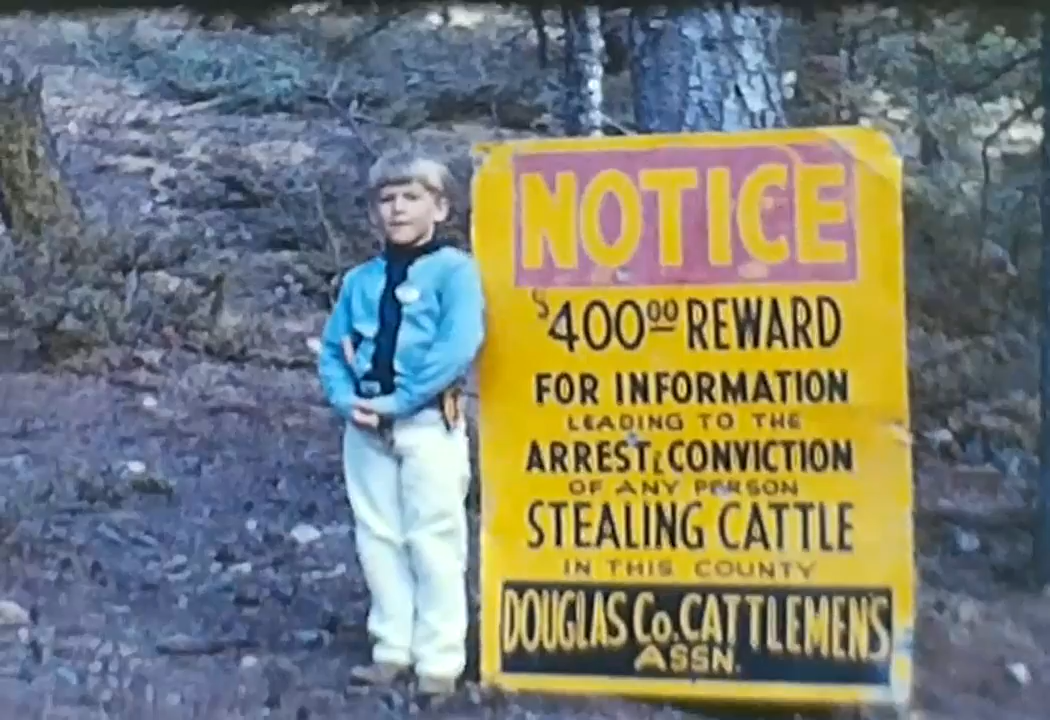 NOTICE
$400.00 REWARD
FOR INFORMATION
LEADING TO THE
ARREST & CONVICTION
OF ANY PERSON
STEALING CATTLE
IN THIS COUNTY
DOUGLAS CO. CATTLEMEN'S
ASSN.